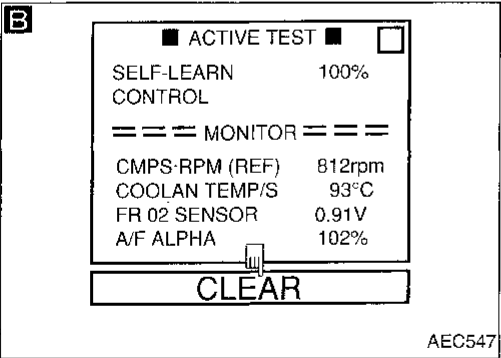 B
■ ACTIVE TEST ■
SELF-LEARN 100%
CONTROL
=== MONITOR ===
CMPS·RPM (REF) 812rpm
COOLAN TEMP/S 93°C
FR 02 SENSOR 0.91V
A/F ALPHA 102%
CLEAR
AEC547